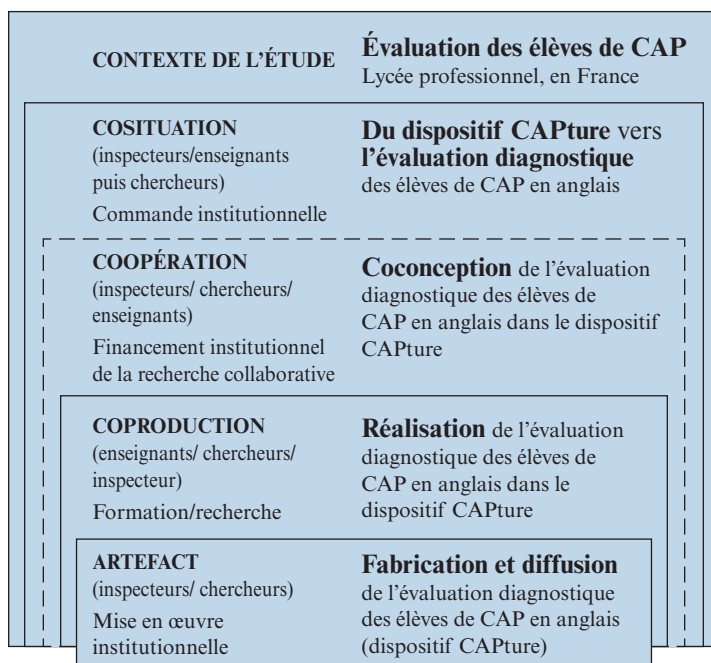 CONTEXTE DE L'ÉTUDE
Évaluation des élèves de CAP
Lycée professionnel, en France
COSITUATION
(inspecteurs/enseignants
puis chercheurs)
Commande institutionnelle
Du dispositif CAPture vers
l'évaluation diagnostique
des élèves de CAP en anglais
COOPÉRATION
(inspecteurs/ chercheurs/
enseignants)
Financement institutionnel
de la recherche collaborative
Coconception de l'évaluation
diagnostique des élèves de
CAP en anglais dans le dispositif
CAPture
COPRODUCTION
(enseignants/ chercheurs/
inspecteur)
Formation/recherche
Réalisation de l'évaluation
diagnostique des élèves de
CAP en anglais dans le
dispositif CAPture
ARTEFACT
(inspecteurs/ chercheurs)
Mise en œuvre
institutionnelle
Fabrication et diffusion
de l'évaluation diagnostique
des élèves de CAP en anglais
(dispositif CAPture)